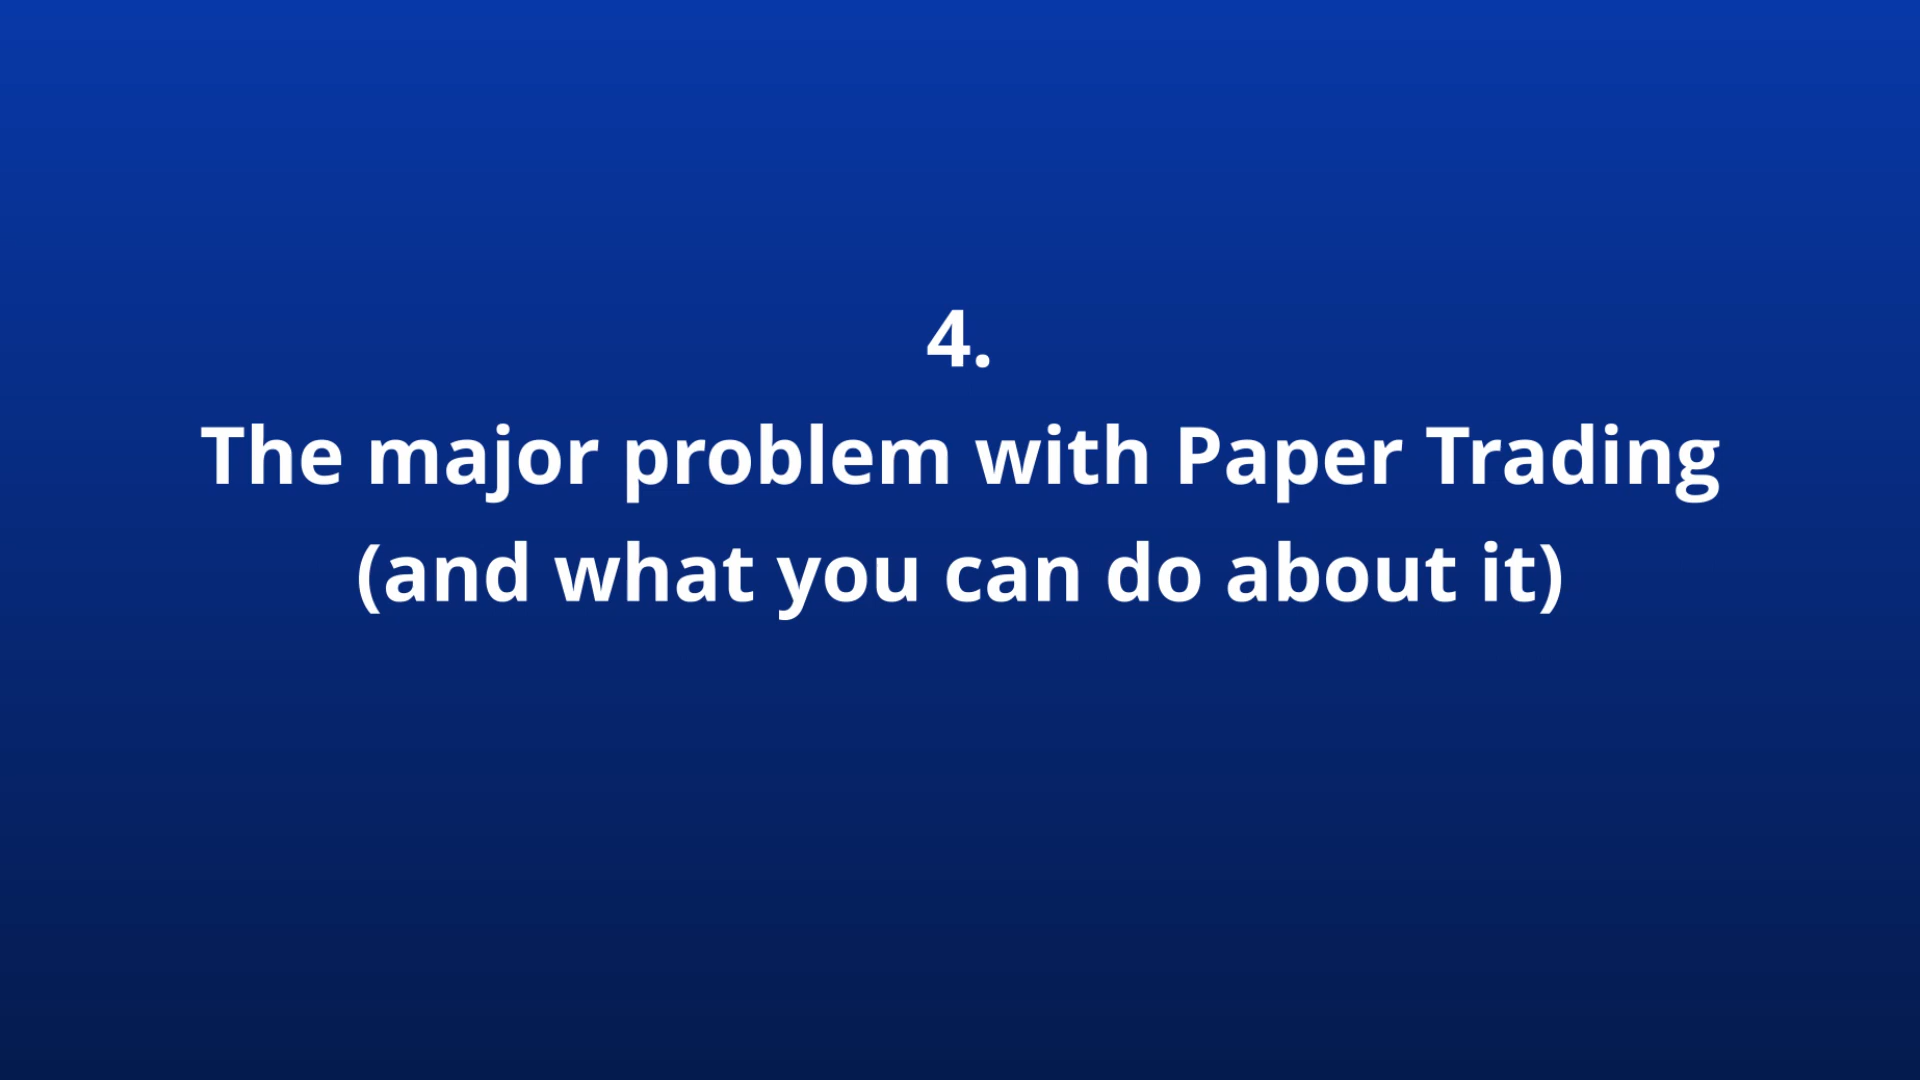 4.
The major problem with Paper Trading
(and what you can do about it)